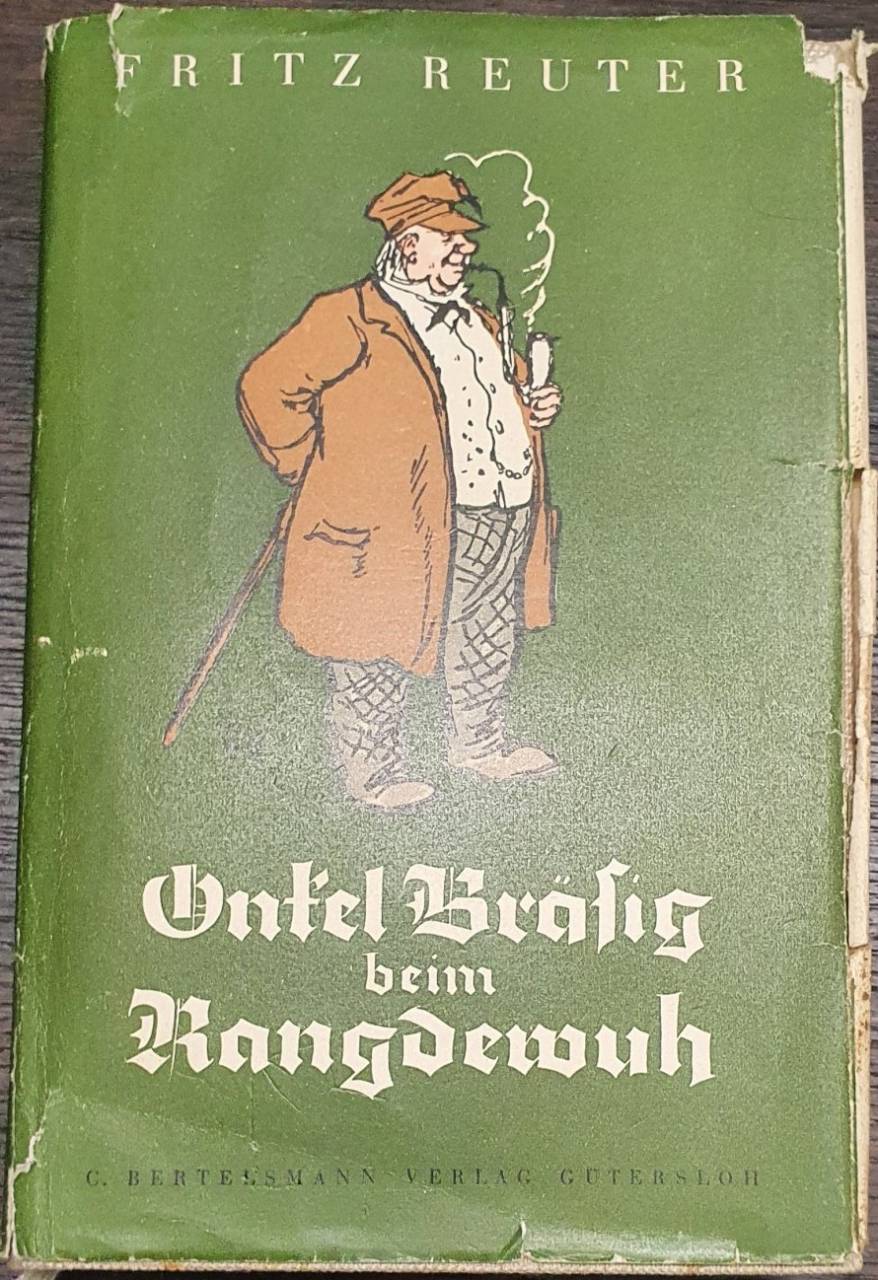 FRITZ REUTER
Onkel Bräsig
beim
Rangdewuh
C. BERTELSMANN VERLAG GÜTERSLOH